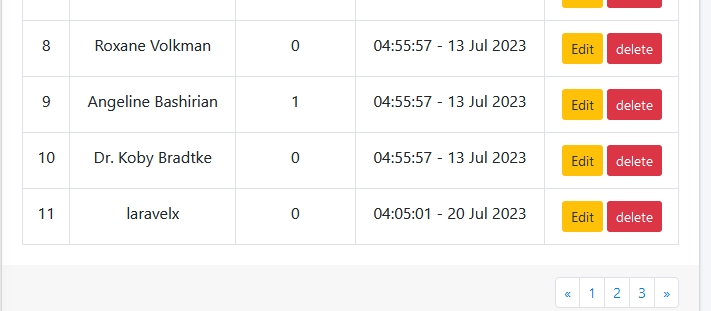 8 Roxane Volkman 0 04:55:57 - 13 Jul 2023 Edit delete
9 Angeline Bashirian 1 04:55:57 - 13 Jul 2023 Edit delete
10 Dr. Koby Bradtke 0 04:55:57 - 13 Jul 2023 Edit delete
11 laravelx 0 04:05:01 - 20 Jul 2023 Edit delete
« 1 2 3 »